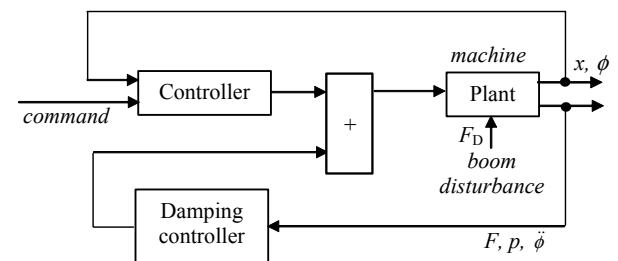 machine
x, ϕ
Controller
Plant
command
+
F_D
boom
disturbance
Damping
controller
F, p, ϕ̈